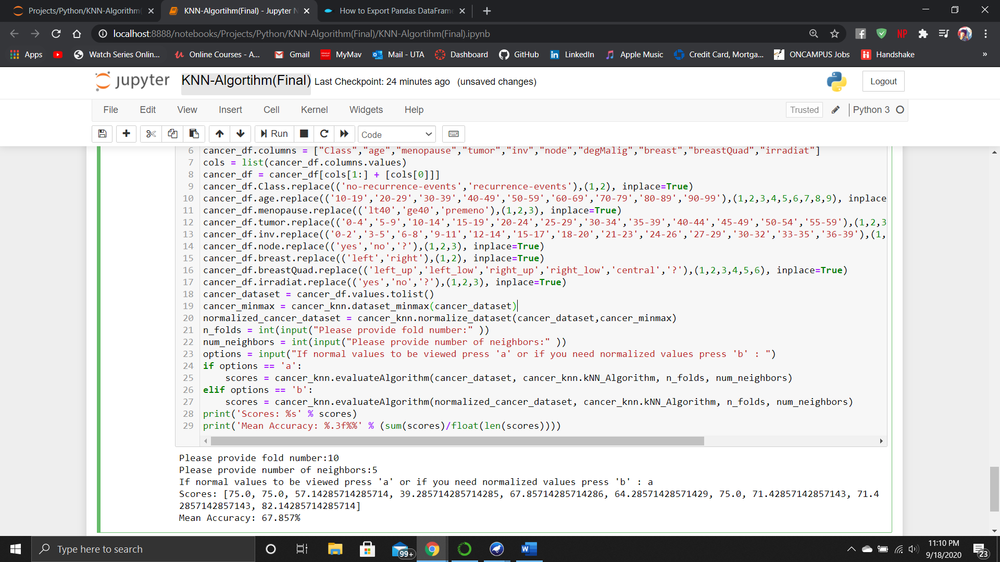 Projects/Python/KNN-Algorithm(
KNN-Algortihm(Final) - Jupyter N
How to Export Pandas DataFrame
localhost:8888/notebooks/Projects/Python/KNN-Algorithm(Final)/KNN-Algortihm(Final).ipynb
NP
Apps
Watch Series Onlin...
Online Courses - A...
Gmail
MyMav
Mail - UTA
Dashboard
GitHub
LinkedIn
Apple Music
Credit Card, Mortga...
ONCAMPUS Jobs
Handshake
»
jupyter KNN-Algortihm(Final) Last Checkpoint: 24 minutes ago (unsaved changes)
Logout
File Edit View Insert Cell Kernel Widgets Help
Trusted
Python 3
Run
Code
6 cancer_df.columns = ["Class","age","menopause","tumor","inv","node","degMalig","breast","breastQuad","irradiat"]
7 cols = list(cancer_df.columns.values)
8 cancer_df = cancer_df[cols[1:] + [cols[0]]]
9 cancer_df.Class.replace(('no-recurrence-events','recurrence-events'),(1,2), inplace=True)
10 cancer_df.age.replace(('10-19','20-29','30-39','40-49','50-59','60-69','70-79','80-89','90-99'),(1,2,3,4,5,6,7,8,9), inplace
11 cancer_df.menopause.replace(('lt40','ge40','premeno'),(1,2,3), inplace=True)
12 cancer_df.tumor.replace(('0-4','5-9','10-14','15-19','20-24','25-29','30-34','35-39','40-44','45-49','50-54','55-59'),(1,2,3
13 cancer_df.inv.replace(('0-2','3-5','6-8','9-11','12-14','15-17','18-20','21-23','24-26','27-29','30-32','33-35','36-39'),(1,
14 cancer_df.node.replace(('yes','no','?'),(1,2,3), inplace=True)
15 cancer_df.breast.replace(('left','right'),(1,2), inplace=True)
16 cancer_df.breastQuad.replace(('left_up','left_low','right_up','right_low','central','?'),(1,2,3,4,5,6), inplace=True)
17 cancer_df.irradiat.replace(('yes','no','?'),(1,2,3), inplace=True)
18 cancer_dataset = cancer_df.values.tolist()
19 cancer_minmax = cancer_knn.dataset_minmax(cancer_dataset)
20 normalized_cancer_dataset = cancer_knn.normalize_dataset(cancer_dataset,cancer_minmax)
21 n_folds = int(input("Please provide fold number:" ))
22 num_neighbors = int(input("Please provide number of neighbors:" ))
23 options = input("If normal values to be viewed press 'a' or if you need normalized values press 'b' : ")
24 if options == 'a':
25 scores = cancer_knn.evaluateAlgorithm(cancer_dataset, cancer_knn.kNN_Algorithm, n_folds, num_neighbors)
26 elif options == 'b':
27 scores = cancer_knn.evaluateAlgorithm(normalized_cancer_dataset, cancer_knn.kNN_Algorithm, n_folds, num_neighbors)
28 print('Scores: %s' % scores)
29 print('Mean Accuracy: %.3f%%' % (sum(scores)/float(len(scores))))
Please provide fold number:10
Please provide number of neighbors:5
If normal values to be viewed press 'a' or if you need normalized values press 'b' : a
Scores: [75.0, 75.0, 57.14285714285714, 39.285714285714285, 67.85714285714286, 64.28571428571429, 75.0, 71.42857142857143, 71.4
2857142857143, 82.14285714285714]
Mean Accuracy: 67.857%
Type here to search
99+
W
11:10 PM
9/18/2020
23